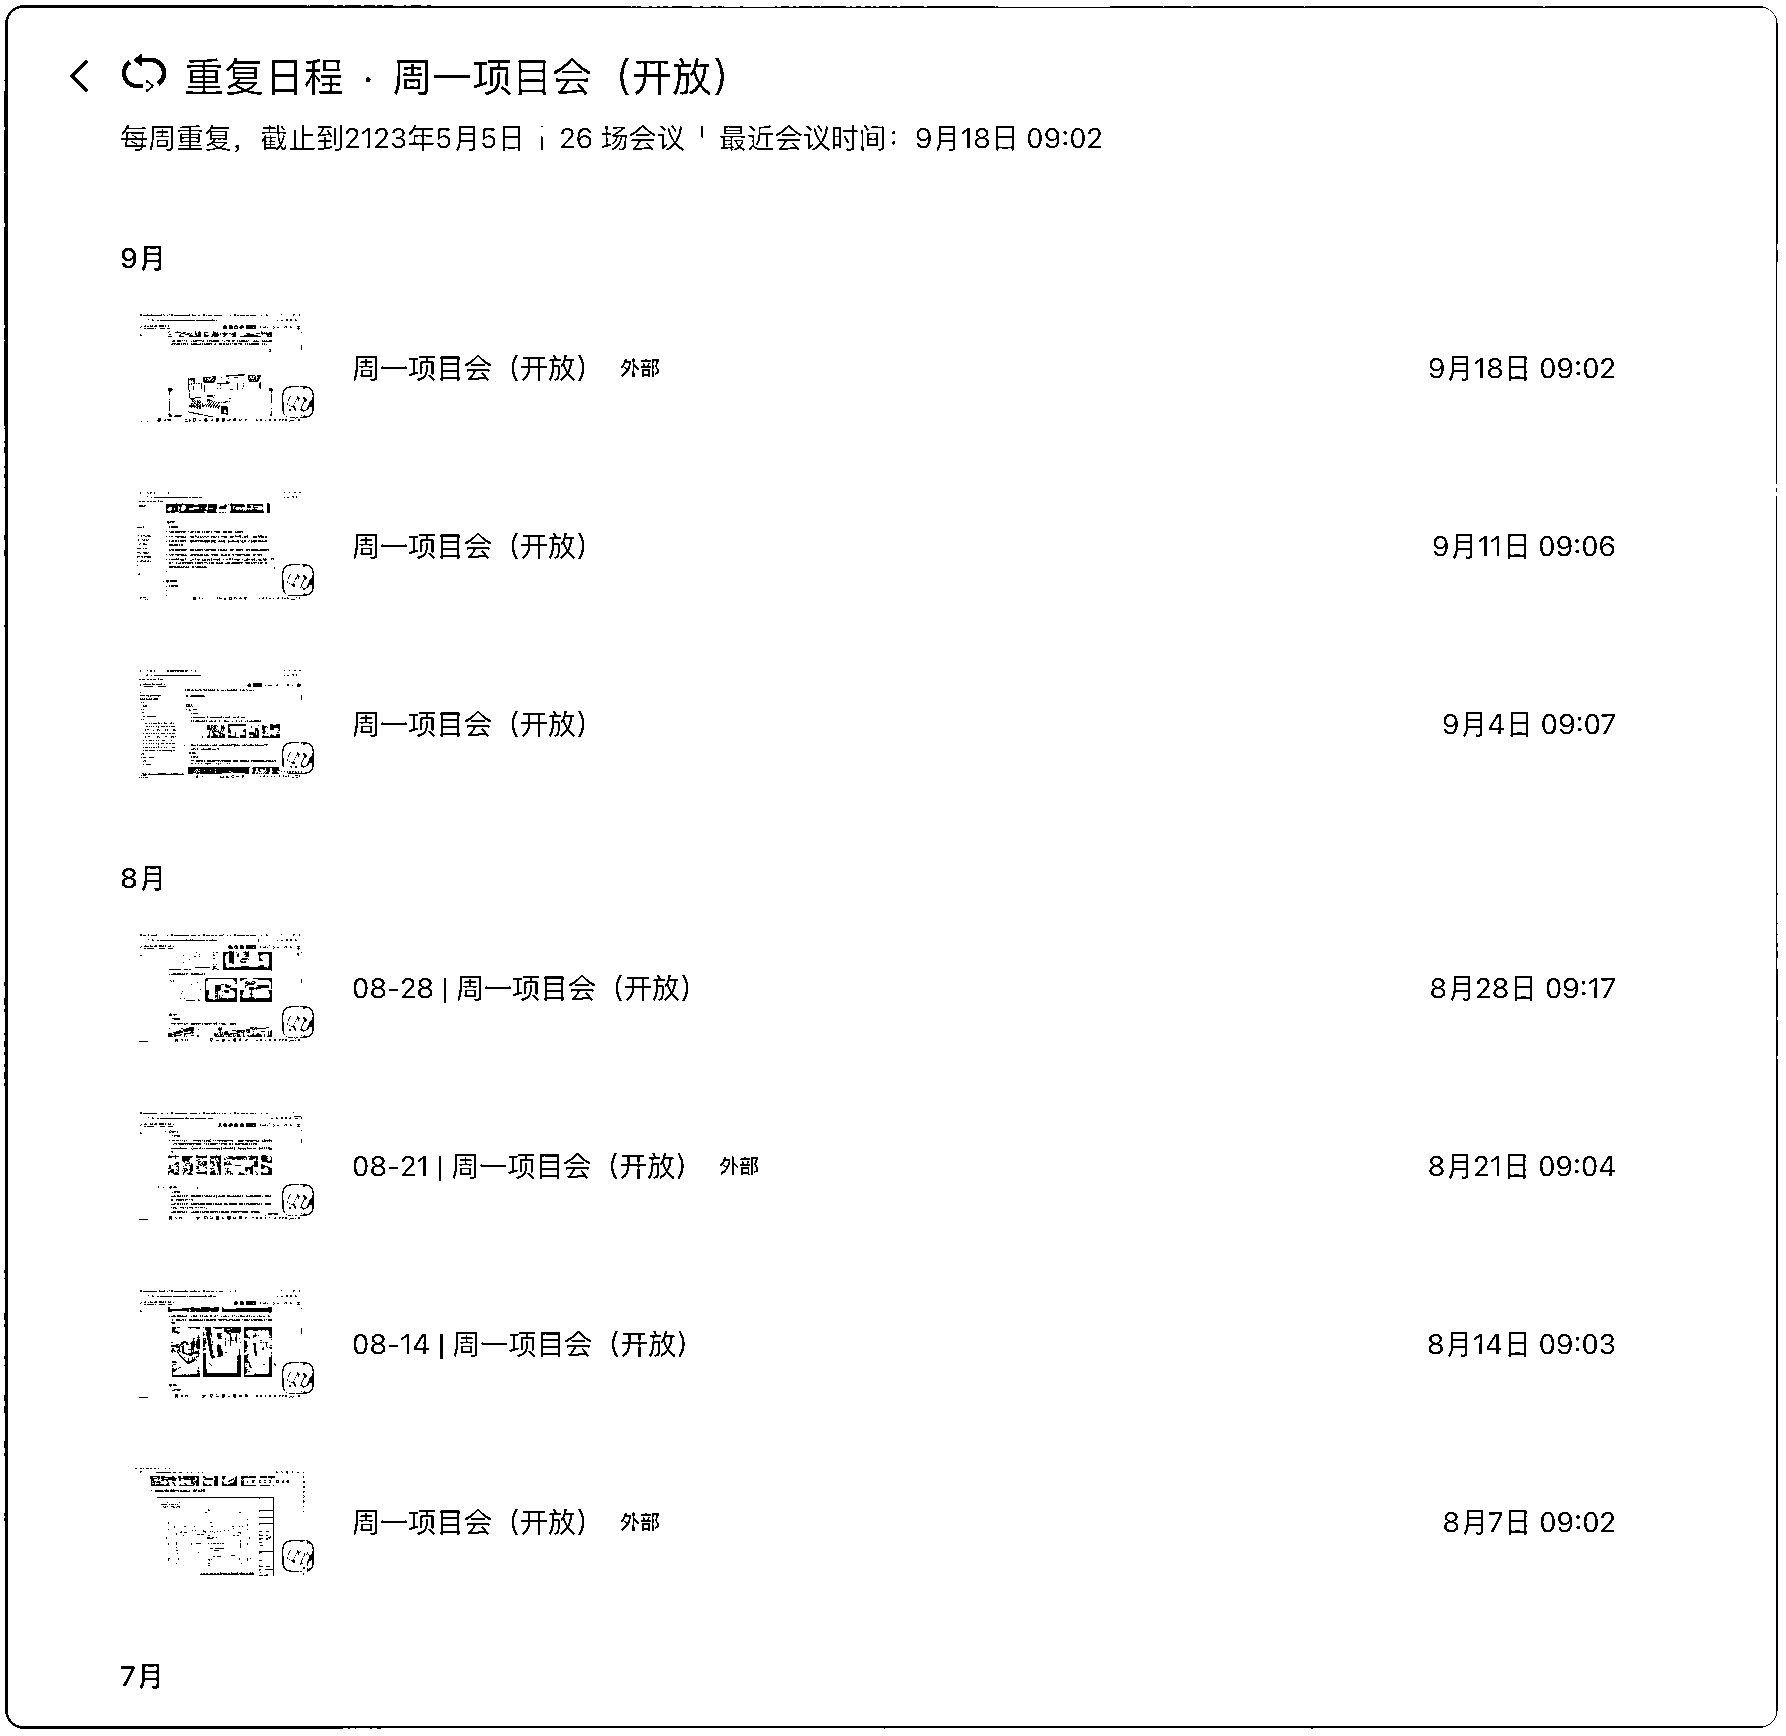 重复日程 · 周一项目会（开放）
每周重复，截止到2123年5月5日 | 26 场会议 | 最近会议时间：9月18日 09:02
9月
周一项目会（开放） 外部 9月18日 09:02
周一项目会（开放） 9月11日 09:06
周一项目会（开放） 9月4日 09:07
8月
08-28 | 周一项目会（开放） 8月28日 09:17
08-21 | 周一项目会（开放） 外部 8月21日 09:04
08-14 | 周一项目会（开放） 8月14日 09:03
周一项目会（开放） 外部 8月7日 09:02
7月